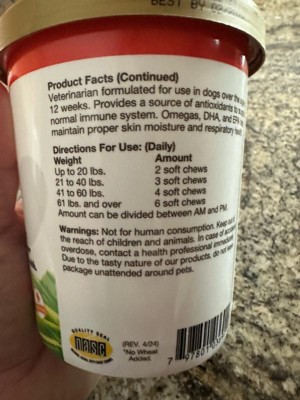 BEST BY
Product Facts (Continued)
Veterinarian formulated for use in dogs over the
12 weeks. Provides a source of antioxidants to
normal immune system. Omegas, DHA, and EPA
maintain proper skin moisture and respiratory
Directions For Use: (Daily)
Weight Amount
Up to 20 lbs. 2 soft chews
21 to 40 lbs. 3 soft chews
41 to 60 lbs. 4 soft chews
61 lbs. and over 6 soft chews
Amount can be divided between AM and PM.
Warnings: Not for human consumption. Keep out
the reach of children and animals. In case of
overdose, contact a health professional
Due to the tasty nature of our products, do not
package unattended around pets.
QUALITY SEAL
nasc
(REV. 4/24)
*No Wheat
Added.
7 97801